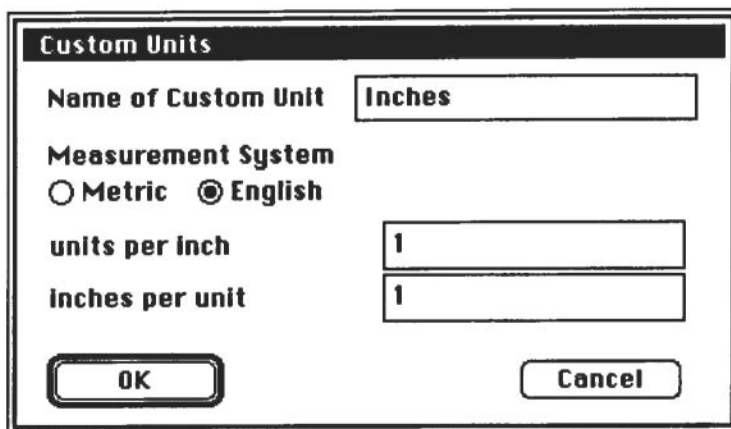 Custom Units
Name of Custom Unit Inches
Measurement System
Metric English
units per inch 1
inches per unit 1
OK Cancel